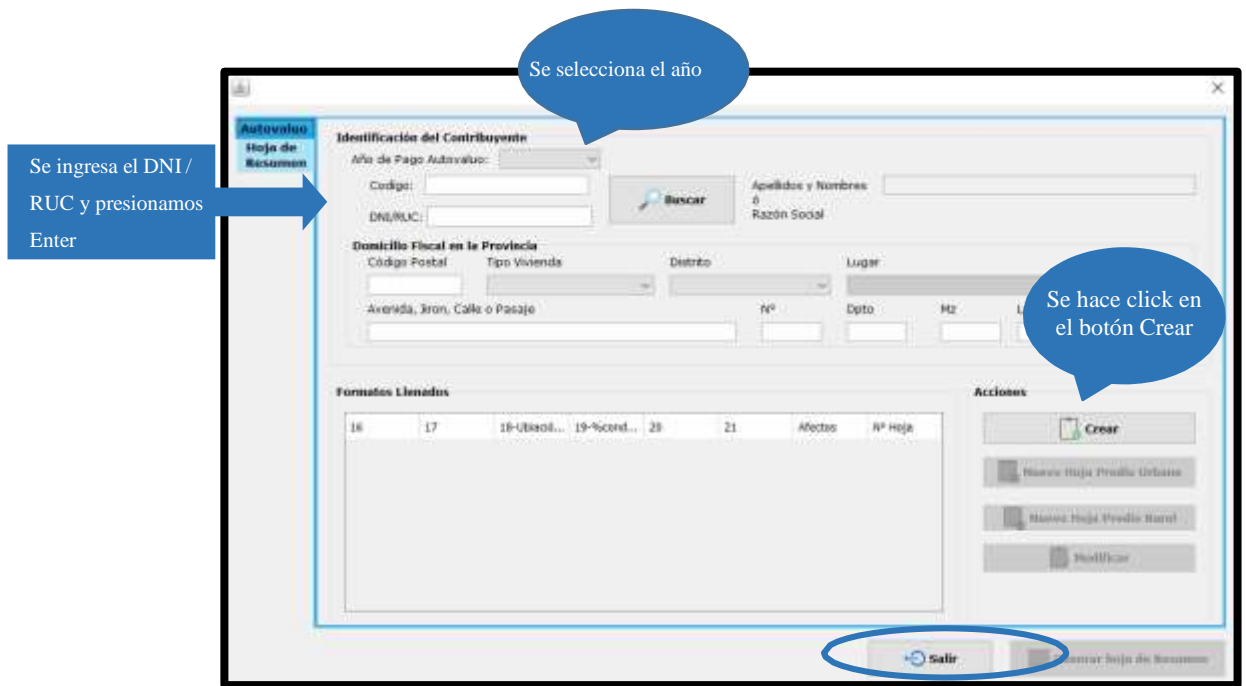 Se selecciona el año
Autovaluo
Hoja de
Resumen
Identificación del Contribuyente
Año de Pago Autovaluo:
Se ingresa el DNI /
RUC y presionamos
Enter
Codigo:
Buscar
Apellidos y Nombres
ó
Razón Social
DNI/RUC:
Domicilio Fiscal en la Provincia
Código Postal Tipo Vivienda Distrito Lugar
Avenida, Jiron, Calle o Pasaje Nº Dpto Mz
Se hace click en
el botón Crear
Formatos Llenados
Acciones
16 17 18-Ubiacii... 19-%cond... 20 21 Afectos Nº Hoja
Crear
Nueva Hoja Predio Urbano
Nueva Hoja Predio Rural
Modificar
Salir
Hoja de Resumen